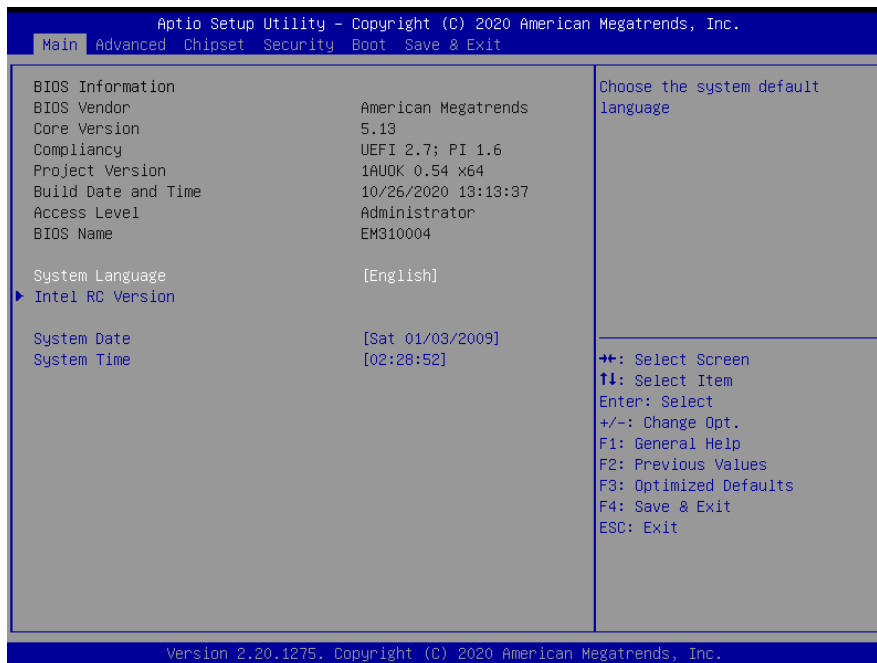 Aptio Setup Utility – Copyright (C) 2020 American Megatrends, Inc.
Main Advanced Chipset Security Boot Save & Exit
BIOS Information
BIOS Vendor American Megatrends
Core Version 5.13
Compliancy UEFI 2.7; PI 1.6
Project Version 1AUOK 0.54 x64
Build Date and Time 10/26/2020 13:13:37
Access Level Administrator
BIOS Name EM310004
System Language [English]
Intel RC Version
System Date [Sat 01/03/2009]
System Time [02:28:52]
Choose the system default
language
→←: Select Screen
↑↓: Select Item
Enter: Select
+/-: Change Opt.
F1: General Help
F2: Previous Values
F3: Optimized Defaults
F4: Save & Exit
ESC: Exit
Version 2.20.1275. Copyright (C) 2020 American Megatrends, Inc.